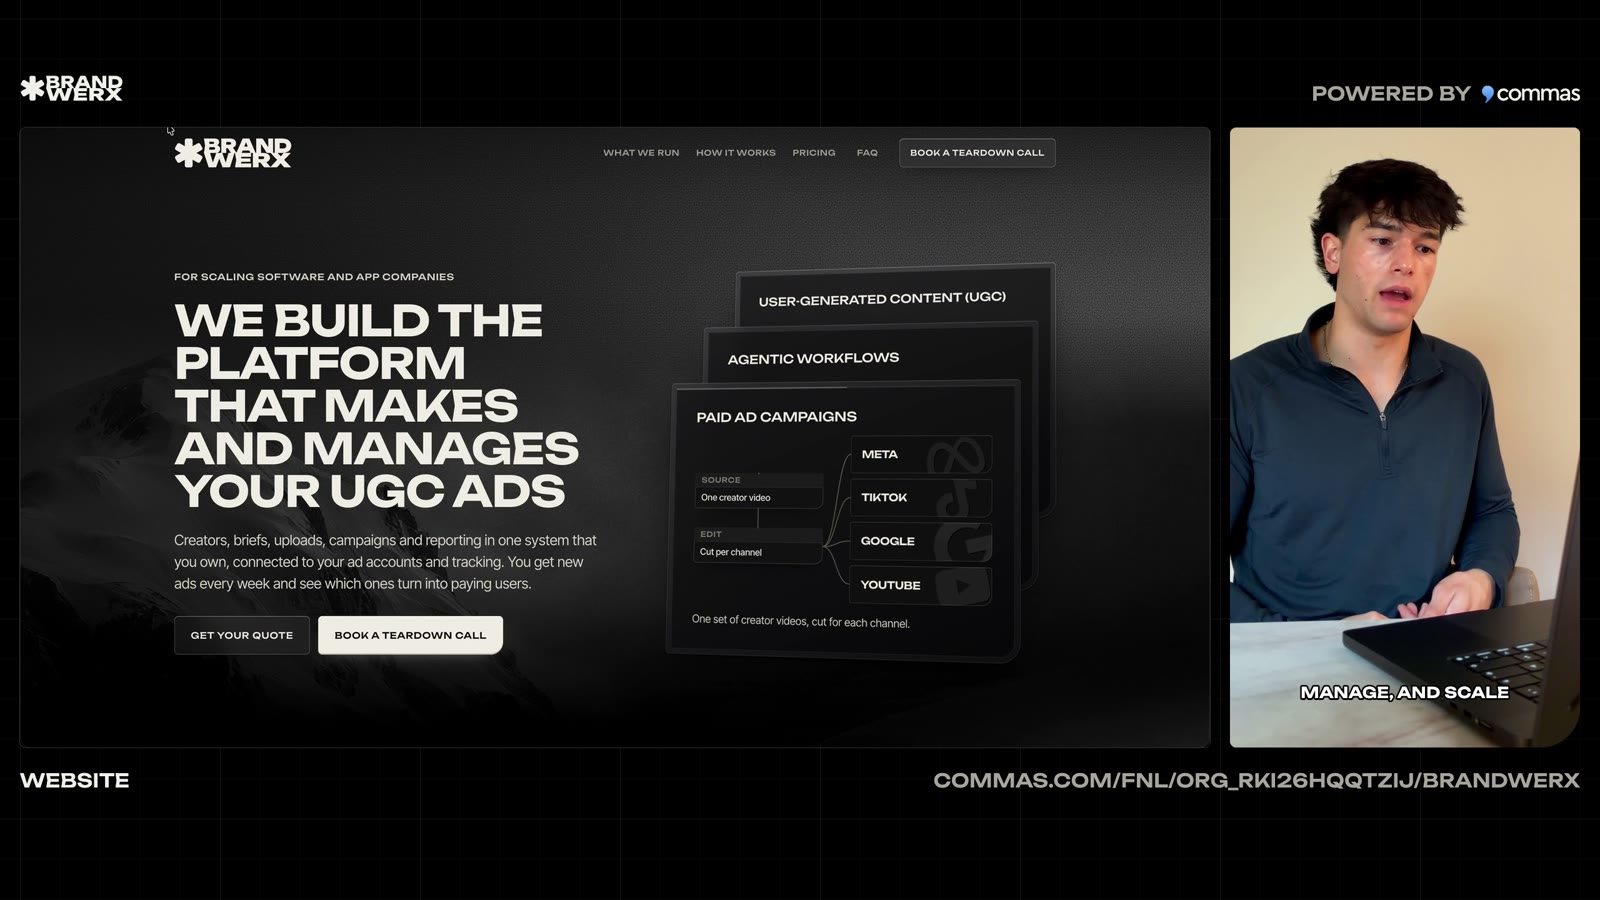 BRAND
WERX
POWERED BY commas
BRAND
WERX
WHAT WE RUN
HOW IT WORKS
PRICING
FAQ
BOOK A TEARDOWN CALL
FOR SCALING SOFTWARE AND APP COMPANIES
WE BUILD THE
PLATFORM
THAT MAKES
AND MANAGES
YOUR UGC ADS
Creators, briefs, uploads, campaigns and reporting in one system that
you own, connected to your ad accounts and tracking. You get new
ads every week and see which ones turn into paying users.
GET YOUR QUOTE
BOOK A TEARDOWN CALL
USER-GENERATED CONTENT (UGC)
AGENTIC WORKFLOWS
PAID AD CAMPAIGNS
SOURCE
One creator video
EDIT
Cut per channel
META
TIKTOK
GOOGLE
YOUTUBE
One set of creator videos, cut for each channel.
MANAGE, AND SCALE
WEBSITE
COMMAS.COM/FNL/ORG_RKI26HQQTZIJ/BRANDWERX